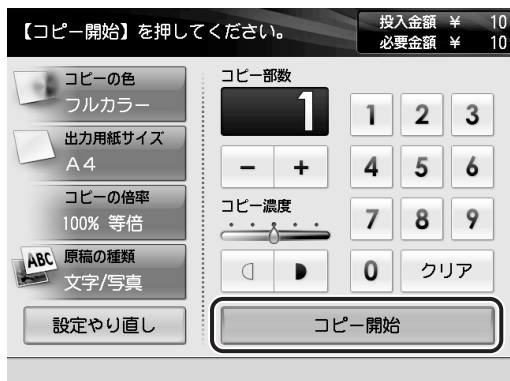 【コピー開始】を押してください。
投入金額 ¥ 10
必要金額 ¥ 10
コピーの色
フルカラー
出力用紙サイズ
A4
コピーの倍率
100% 等倍
ABC 原稿の種類
文字/写真
設定やり直し
コピー部数
1
− +
コピー濃度
1 2 3
4 5 6
7 8 9
0 クリア
コピー開始